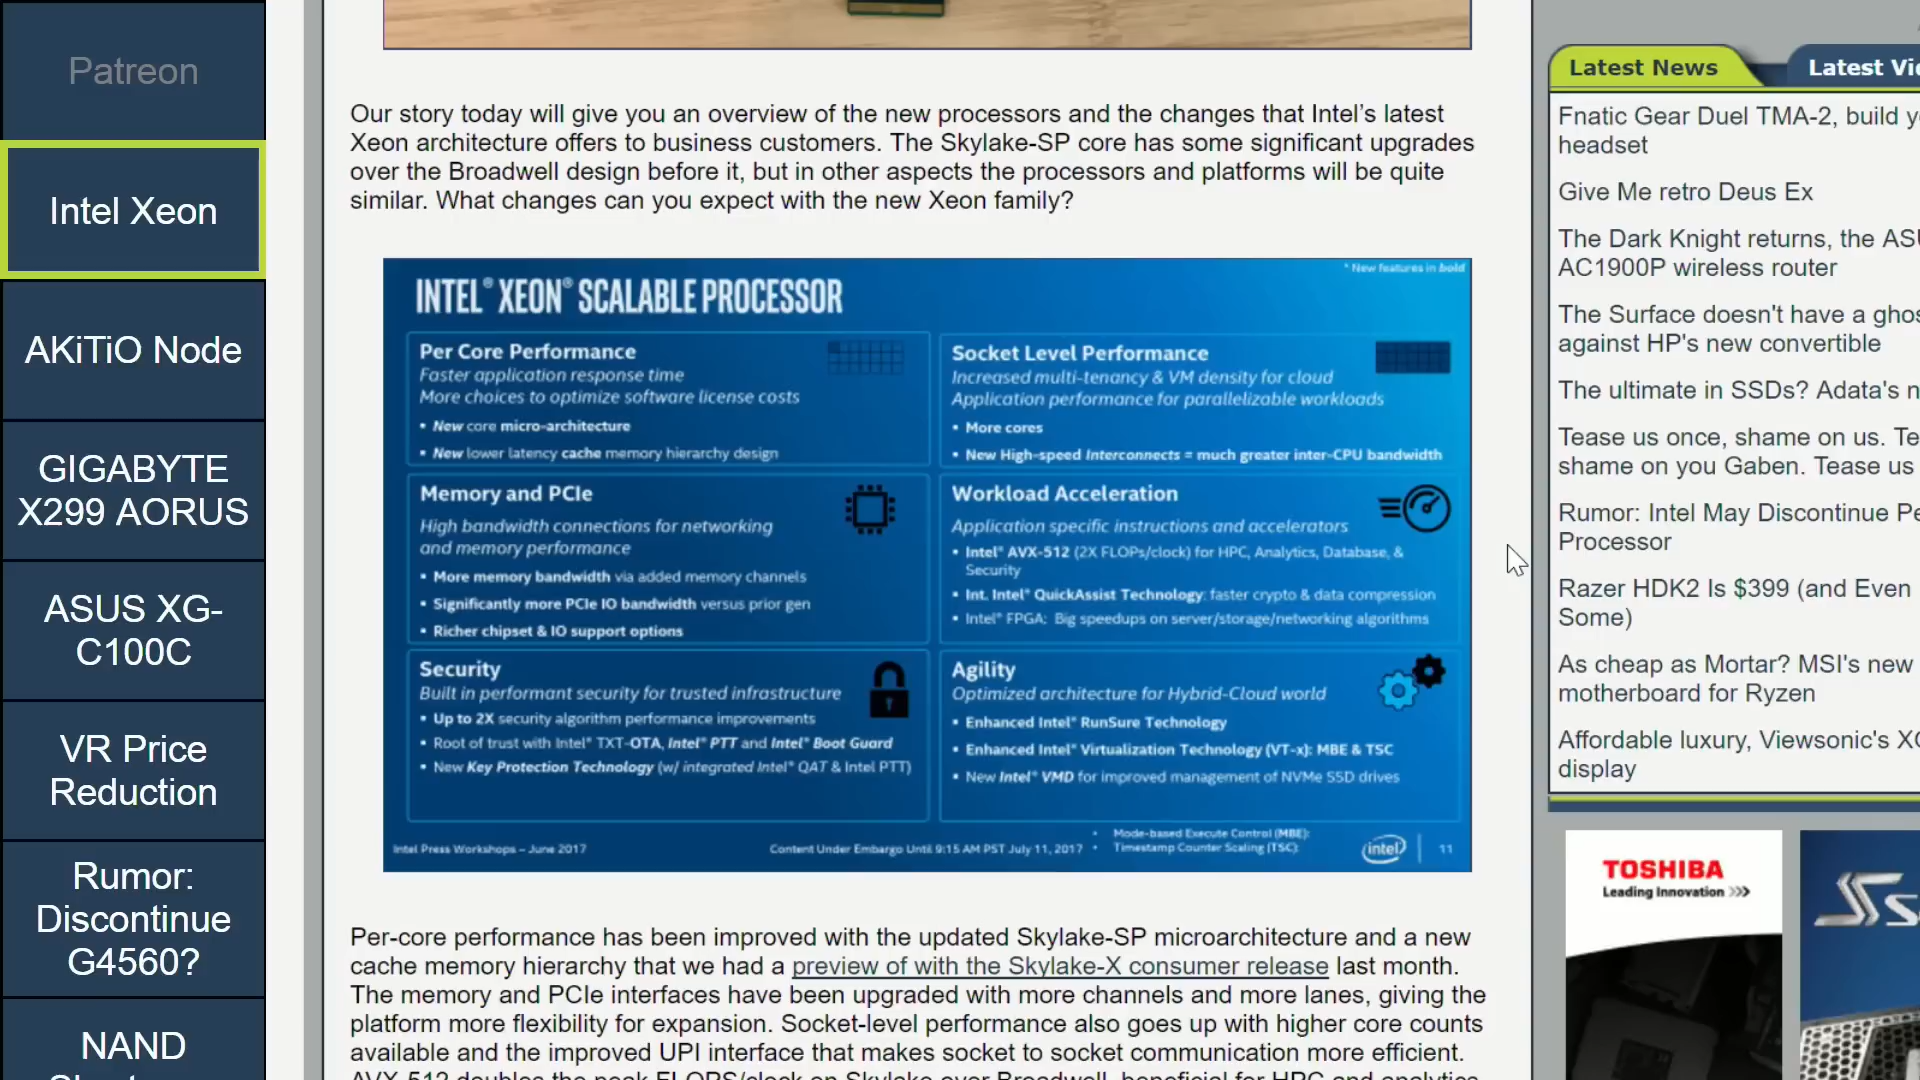 Patreon
Intel Xeon
AKiTiO Node
GIGABYTE
X299 AORUS
ASUS XG-
C100C
VR Price
Reduction
Rumor:
Discontinue
G4560?
NAND
Our story today will give you an overview of the new processors and the changes that Intel's latest
Xeon architecture offers to business customers. The Skylake-SP core has some significant upgrades
over the Broadwell design before it, but in other aspects the processors and platforms will be quite
similar. What changes can you expect with the new Xeon family?
* New features in bold
INTEL® XEON® SCALABLE PROCESSOR
Per Core Performance
Faster application response time
More choices to optimize software license costs
• New core micro-architecture
• New lower latency cache memory hierarchy design
Socket Level Performance
Increased multi-tenancy & VM density for cloud
Application performance for parallelizable workloads
• More cores
• New High-speed Interconnects = much greater inter-CPU bandwidth
Memory and PCIe
High bandwidth connections for networking
and memory performance
• More memory bandwidth via added memory channels
• Significantly more PCIe IO bandwidth versus prior gen
• Richer chipset & IO support options
Workload Acceleration
Application specific instructions and accelerators
• Intel® AVX-512 (2X FLOPs/clock) for HPC, Analytics, Database, &
Security
• Int. Intel® QuickAssist Technology: faster crypto & data compression
• Intel® FPGA: Big speedups on server/storage/networking algorithms
Security
Built in performant security for trusted infrastructure
• Up to 2X security algorithm performance improvements
• Root of trust with Intel® TXT-OTA, Intel® PTT and Intel® Boot Guard
• New Key Protection Technology (w/ integrated Intel® QAT & Intel PTT)
Agility
Optimized architecture for Hybrid-Cloud world
• Enhanced Intel® RunSure Technology
• Enhanced Intel® Virtualization Technology (VT-x): MBE & TSC
• New Intel® VMD for improved management of NVMe SSD drives
Intel Press Workshops – June 2017
Content Under Embargo Until 9:15 AM PST July 11, 2017
• Mode-based Execute Control (MBE):
• Timestamp Counter Scaling (TSC):
intel
11
Per-core performance has been improved with the updated Skylake-SP microarchitecture and a new
cache memory hierarchy that we had a preview of with the Skylake-X consumer release last month.
The memory and PCIe interfaces have been upgraded with more channels and more lanes, giving the
platform more flexibility for expansion. Socket-level performance also goes up with higher core counts
available and the improved UPI interface that makes socket to socket communication more efficient.
AVX-512 doubles the peak FLOPS/clock on Skylake over Broadwell, beneficial for HPC and analytics
Latest News
Latest Vi
Fnatic Gear Duel TMA-2, build y
headset
Give Me retro Deus Ex
The Dark Knight returns, the ASU
AC1900P wireless router
The Surface doesn't have a ghos
against HP's new convertible
The ultimate in SSDs? Adata's n
Tease us once, shame on us. Te
shame on you Gaben. Tease us
Rumor: Intel May Discontinue Pe
Processor
Razer HDK2 Is $399 (and Even
Some)
As cheap as Mortar? MSI's new
motherboard for Ryzen
Affordable luxury, Viewsonic's XG
display
TOSHIBA
Leading Innovation >>>